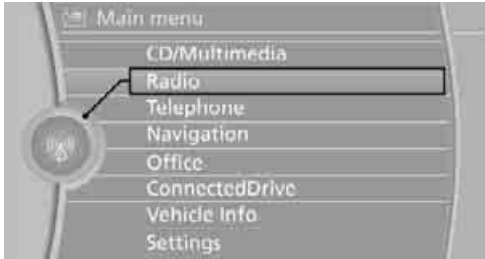 Main menu
CD/Multimedia
Radio
Telephone
Navigation
Office
ConnectedDrive
Vehicle Info
Settings